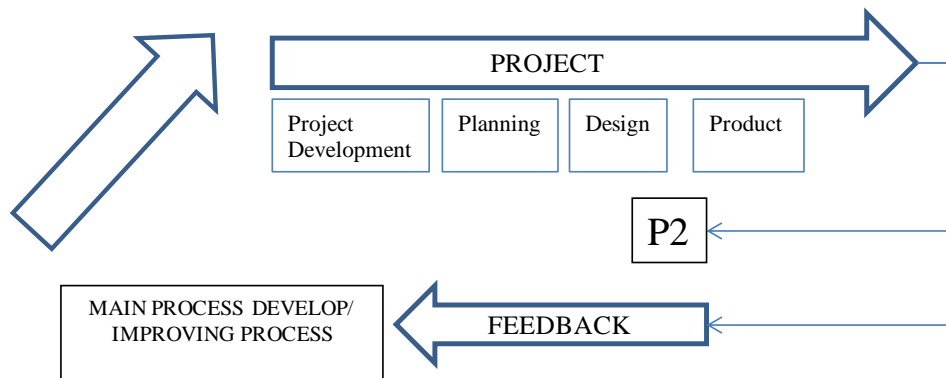 PROJECT
Project
Development
Planning
Design
Product
P2
MAIN PROCESS DEVELOP/
IMPROVING PROCESS
FEEDBACK